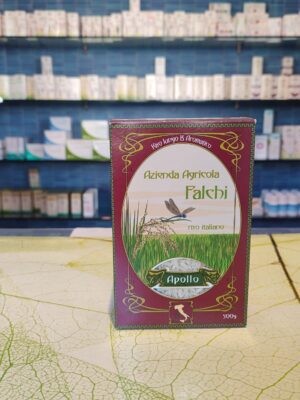 Riso lungo B Aromatico
Azienda Agricola
Falchi
riso italiano
Apollo
500g